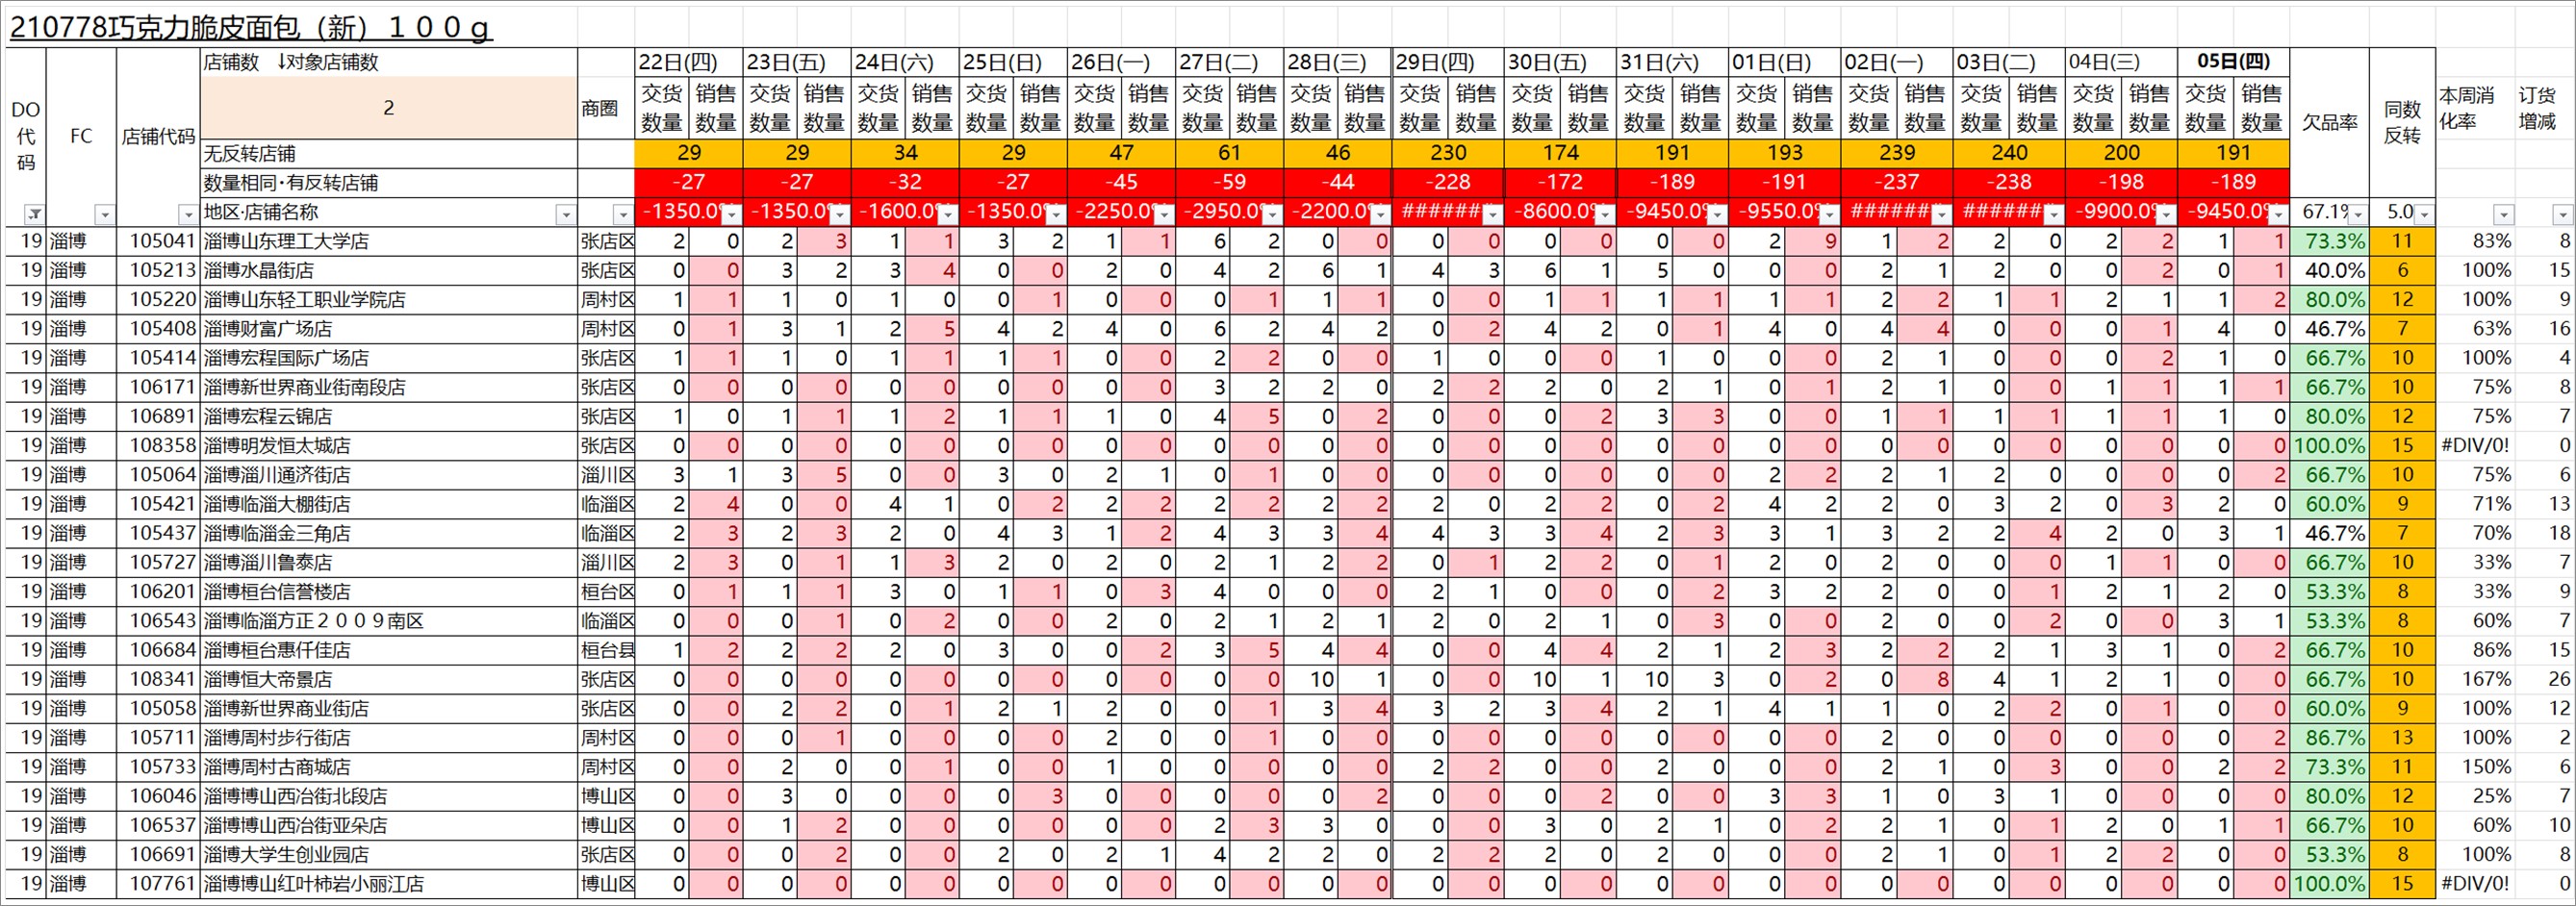 210778巧克力脆皮面包（新）１００ｇ
店铺数 ↓对象店铺数 22日(四) 23日(五) 24日(六) 25日(日) 26日(一) 27日(二) 28日(三) 29日(四) 30日(五) 31日(六) 01日(日) 02日(一) 03日(二) 04日(三) 05日(四)
DO代码 FC 店铺代码 2 商圈 交货数量 销售数量 交货数量 销售数量 交货数量 销售数量 交货数量 销售数量 交货数量 销售数量 交货数量 销售数量 交货数量 销售数量 交货数量 销售数量 交货数量 销售数量 交货数量 销售数量 交货数量 销售数量 交货数量 销售数量 交货数量 销售数量 交货数量 销售数量 交货数量 销售数量 欠品率 同数反转 本周消化率 订货增减
无反转店铺 29 29 34 29 47 61 46 230 174 191 193 239 240 200 191
数量相同·有反转店铺 -27 -27 -32 -27 -45 -59 -44 -228 -172 -189 -191 -237 -238 -198 -189
地区·店铺名称 -1350.0% -1350.0% -1600.0% -1350.0% -2250.0% -2950.0% -2200.0% ####### -8600.0% -9450.0% -9550.0% ####### ####### -9900.0% -9450.0% 67.1% 5.0
19 淄博 105041 淄博山东理工大学店 张店区 2 0 2 3 1 1 3 2 1 1 6 2 0 0 0 0 0 0 0 0 2 9 1 2 2 0 2 2 1 1 73.3% 11 83% 8
19 淄博 105213 淄博水晶街店 张店区 0 0 3 2 3 4 0 0 2 0 4 2 6 1 4 3 6 1 5 0 0 0 2 1 2 0 0 2 0 1 40.0% 6 100% 15
19 淄博 105220 淄博山东轻工职业学院店 周村区 1 1 1 0 1 0 0 1 0 0 0 1 1 1 0 0 1 1 1 1 1 1 2 2 1 1 2 1 1 2 80.0% 12 100% 9
19 淄博 105408 淄博财富广场店 周村区 0 1 3 1 2 5 4 2 4 0 6 2 4 2 0 2 4 2 0 1 4 0 4 4 0 0 0 1 4 0 46.7% 7 63% 16
19 淄博 105414 淄博宏程国际广场店 张店区 1 1 1 0 1 1 1 1 0 0 2 2 0 0 1 0 0 0 1 0 0 0 2 1 0 0 0 2 1 0 66.7% 10 100% 4
19 淄博 106171 淄博新世界商业街南段店 张店区 0 0 0 0 0 0 0 0 0 0 3 2 2 0 2 2 2 0 2 1 0 1 2 1 0 0 1 1 1 1 66.7% 10 75% 8
19 淄博 106891 淄博宏程云锦店 张店区 1 0 1 1 1 2 1 1 1 0 4 5 0 2 0 0 0 2 3 3 0 0 1 1 1 1 1 1 1 0 80.0% 12 75% 7
19 淄博 108358 淄博明发恒太城店 张店区 0 0 0 0 0 0 0 0 0 0 0 0 0 0 0 0 0 0 0 0 0 0 0 0 0 0 0 0 0 0 100.0% 15 #DIV/0! 0
19 淄博 105064 淄博淄川通济街店 淄川区 3 1 3 5 0 0 3 0 2 1 0 1 0 0 0 0 0 0 0 0 2 2 2 1 2 0 0 0 0 2 66.7% 10 75% 6
19 淄博 105421 淄博临淄大棚街店 临淄区 2 4 0 0 4 1 0 2 2 2 2 2 2 2 2 0 2 2 0 2 4 2 2 0 3 2 0 3 2 0 60.0% 9 71% 13
19 淄博 105437 淄博临淄金三角店 临淄区 2 3 2 3 2 0 4 3 1 2 4 3 3 4 4 3 3 4 2 3 3 1 3 2 2 4 2 0 3 1 46.7% 7 70% 18
19 淄博 105727 淄博淄川鲁泰店 淄川区 2 3 0 1 1 3 2 0 2 0 2 1 2 2 0 1 2 2 0 1 2 0 2 0 0 0 1 1 0 0 66.7% 10 33% 7
19 淄博 106201 淄博桓台信誉楼店 桓台区 0 1 1 1 3 0 1 1 0 3 4 0 0 0 2 1 0 0 0 2 3 2 2 0 0 1 2 1 2 0 53.3% 8 33% 9
19 淄博 106543 淄博临淄方正２００９南区 临淄区 0 0 0 1 0 2 0 0 2 0 2 1 2 1 2 0 2 1 0 3 0 0 2 0 0 2 0 0 3 1 53.3% 8 60% 7
19 淄博 106684 淄博桓台惠仟佳店 桓台县 1 2 2 2 2 0 3 0 0 2 3 5 4 4 0 0 4 4 2 1 2 3 2 2 2 1 3 1 0 2 66.7% 10 86% 15
19 淄博 108341 淄博恒大帝景店 张店区 0 0 0 0 0 0 0 0 0 0 0 0 10 1 0 0 10 1 10 3 0 2 0 8 4 1 2 1 0 0 66.7% 10 167% 26
19 淄博 105058 淄博新世界商业街店 张店区 0 0 2 2 0 1 2 1 2 0 0 1 3 4 3 2 3 4 2 1 4 1 1 0 2 2 0 1 0 0 60.0% 9 100% 12
19 淄博 105711 淄博周村步行街店 周村区 0 0 0 1 0 0 0 0 2 0 0 1 0 0 0 0 0 0 0 0 0 0 2 0 0 0 0 0 0 2 86.7% 13 100% 2
19 淄博 105733 淄博周村古商城店 周村区 0 0 2 0 0 1 0 0 1 0 0 0 0 0 2 2 0 0 2 0 0 0 2 1 0 3 0 0 2 2 73.3% 11 150% 6
19 淄博 106046 淄博博山西冶街北段店 博山区 0 0 3 0 0 0 0 3 0 0 0 0 0 2 0 0 0 2 0 0 3 3 1 0 3 1 0 0 0 0 80.0% 12 25% 7
19 淄博 106537 淄博博山西冶街亚朵店 博山区 0 0 1 2 0 0 0 0 0 0 2 3 3 0 0 0 3 0 2 1 0 2 2 1 0 1 2 0 1 1 66.7% 10 60% 10
19 淄博 106691 淄博大学生创业园店 张店区 0 0 0 2 0 0 2 0 2 1 4 2 2 0 2 2 2 0 2 0 0 0 2 1 0 1 2 2 0 0 53.3% 8 100% 8
19 淄博 107761 淄博博山红叶柿岩小丽江店 博山区 0 0 0 0 0 0 0 0 0 0 0 0 0 0 0 0 0 0 0 0 0 0 0 0 0 0 0 0 0 0 100.0% 15 #DIV/0! 0